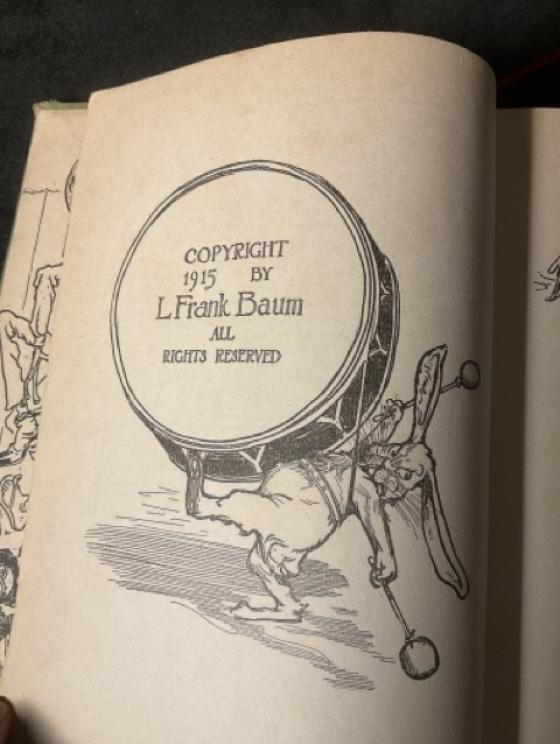 COPYRIGHT
1915 BY
L Frank Baum
ALL
RIGHTS RESERVED